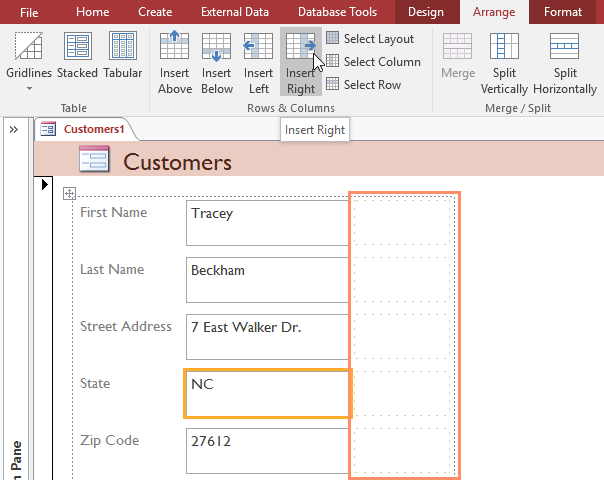 File Home Create External Data Database Tools Design Arrange Format
Gridlines Stacked Tabular
Insert Above
Insert Below
Insert Left
Insert Right
Select Layout
Select Column
Select Row
Merge
Split Vertically
Split Horizontally
Table Rows & Columns Merge / Split
Insert Right
»
Customers1
Customers
First Name Tracey
Last Name Beckham
Street Address 7 East Walker Dr.
State NC
Zip Code 27612
Pane